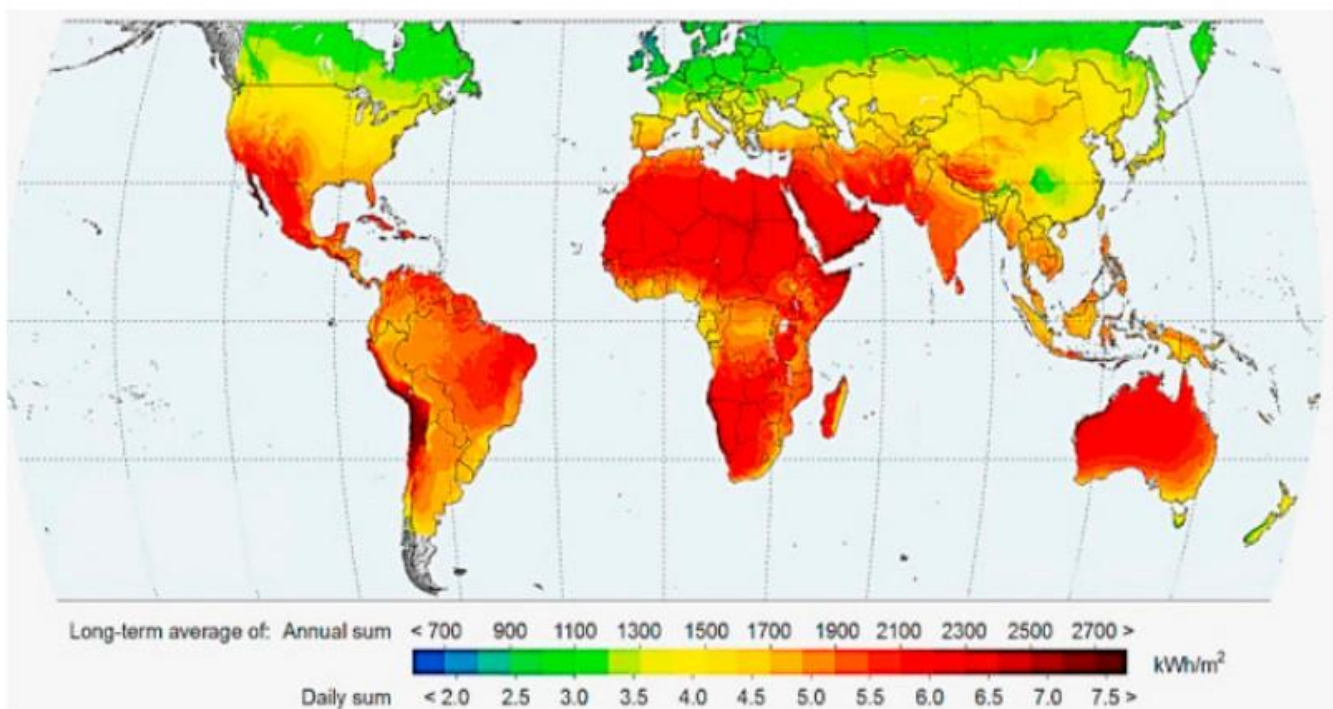 Long-term average of: Annual sum < 700 900 1100 1300 1500 1700 1900 2100 2300 2500 2700 >
kWh/m²
Daily sum < 2.0 2.5 3.0 3.5 4.0 4.5 5.0 5.5 6.0 6.5 7.0 7.5 >